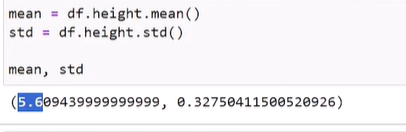 mean = df.height.mean()
std = df.height.std()
mean, std
(5.609439999999999, 0.32750411500520926)